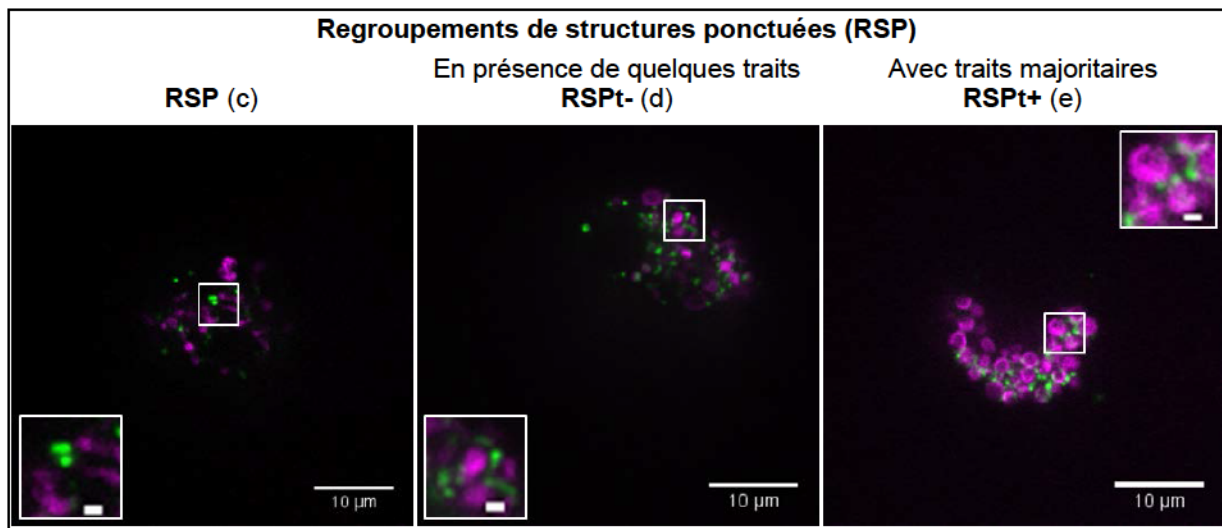 Regroupements de structures ponctuées (RSP)
RSP (c)
En présence de quelques traits
RSPt- (d)
Avec traits majoritaires
RSPt+ (e)
10 µm
10 µm
10 µm